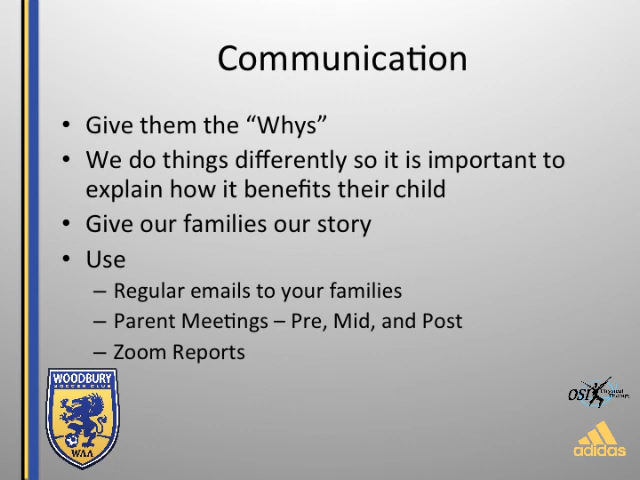 Communication
• Give them the “Whys”
• We do things differently so it is important to
explain how it benefits their child
• Give our families our story
• Use
– Regular emails to your families
– Parent Meetings – Pre, Mid, and Post
– Zoom Reports
WOODBURY
SOCCER CLUB
WAA
OSI Physical
Therapy
adidas